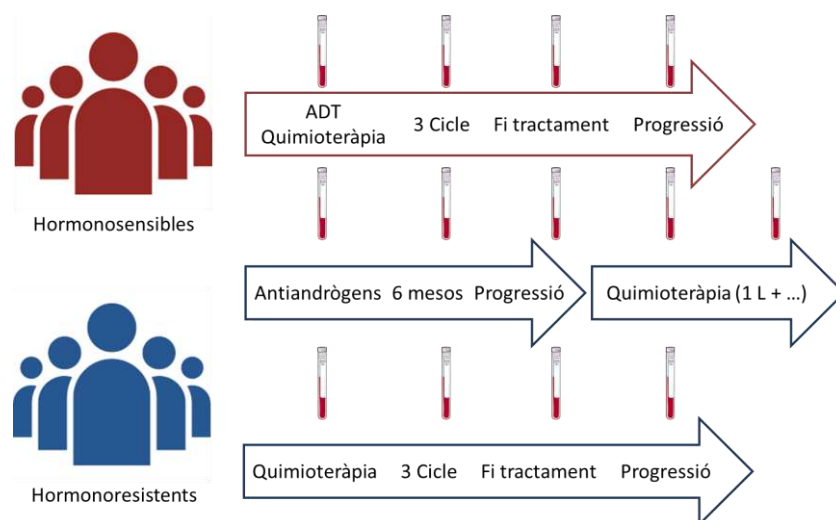 ADT
Quimioteràpia 3 Cicle Fi tractament Progressió
Hormonosensibles
Antiandrògens 6 mesos Progressió Quimioteràpia (1 L + ...)
Quimioteràpia 3 Cicle Fi tractament Progressió
Hormonoresistents